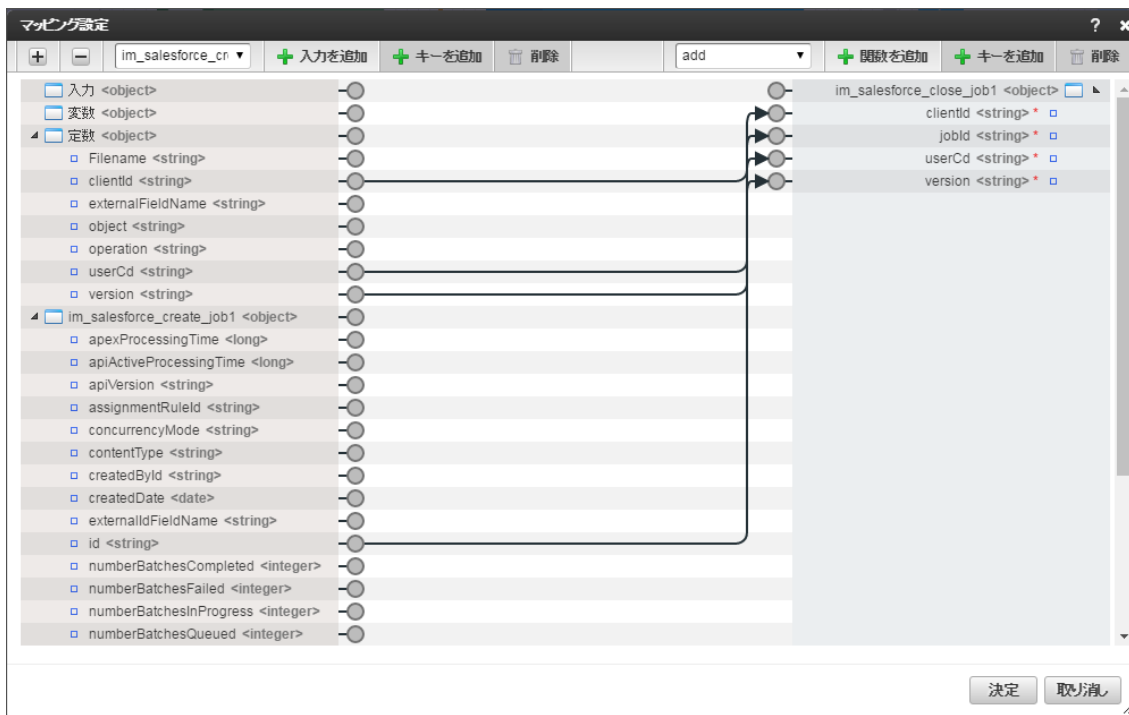 マッピング設定 ? ×
im_salesforce_cr 入力を追加 キーを追加 削除 add 関数を追加 キーを追加 削除
入力 <object>
変数 <object>
定数 <object>
Filename <string>
clientId <string>
externalFieldName <string>
object <string>
operation <string>
userCd <string>
version <string>
im_salesforce_create_job1 <object>
apexProcessingTime <long>
apiActiveProcessingTime <long>
apiVersion <string>
assignmentRuleId <string>
concurrencyMode <string>
contentType <string>
createdById <string>
createdDate <date>
externalIdFieldName <string>
id <string>
numberBatchesCompleted <integer>
numberBatchesFailed <integer>
numberBatchesInProgress <integer>
numberBatchesQueued <integer>
im_salesforce_close_job1 <object>
clientId <string> *
jobId <string> *
userCd <string> *
version <string> *
決定 取り消し